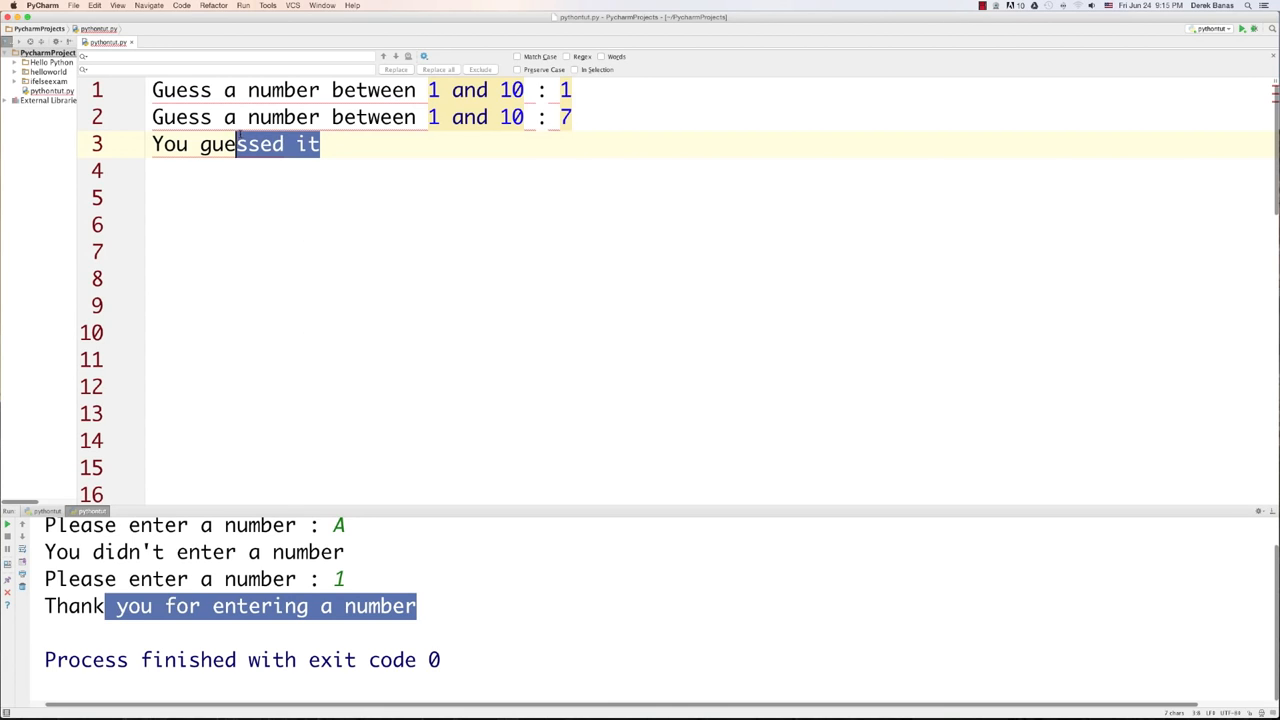 PyCharm File Edit View Navigate Code Refactor Run Tools VCS Window Help Fri Jun 24 9:15 PM Derek Banas
pythontut.py - PycharmProjects - [~/PycharmProjects]
PycharmProjects pythontut.py pythontut
pythontut.py
PycharmProject
Hello Python
helloworld
ifelseexam
pythontut.py
External Librarie
Match Case Regex Words
Replace Replace all Exclude Preserve Case In Selection
1 Guess a number between 1 and 10 : 1
2 Guess a number between 1 and 10 : 7
3 You guessed it
4
5
6
7
8
9
10
11
12
13
14
15
16
Run: pythontut pythontut
Please enter a number : A
You didn't enter a number
Please enter a number : 1
Thank you for entering a number
Process finished with exit code 0
7 chars 3:8 LF UTF-8